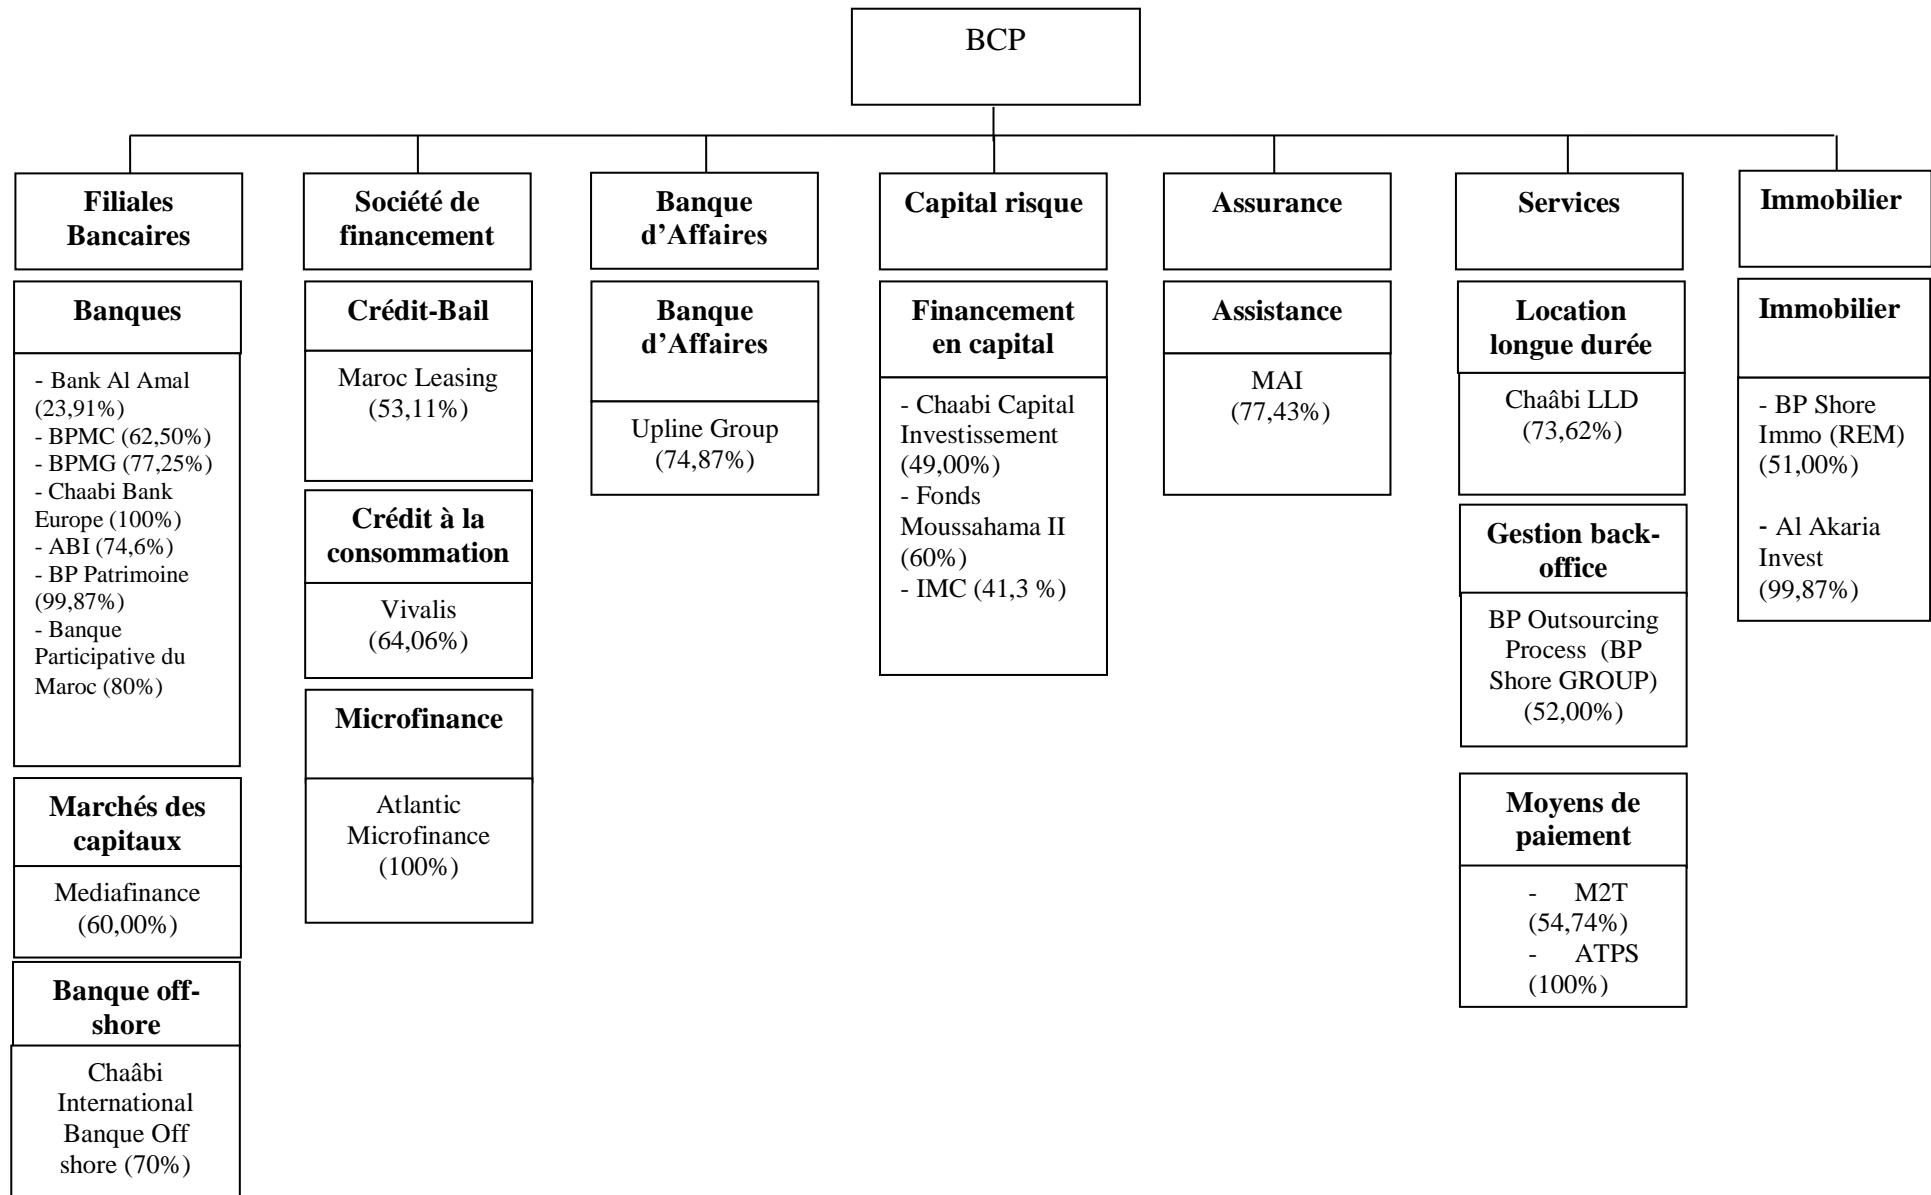 BCP
Filiales
Bancaires
Banques
- Bank Al Amal
(23,91%)
- BPMC (62,50%)
- BPMG (77,25%)
- Chaabi Bank
Europe (100%)
- ABI (74,6%)
- BP Patrimoine
(99,87%)
- Banque
Participative du
Maroc (80%)
Marchés des
capitaux
Mediafinance
(60,00%)
Banque off-
shore
Chaâbi
International
Banque Off
shore (70%)
Société de
financement
Crédit-Bail
Maroc Leasing
(53,11%)
Crédit à la
consommation
Vivalis
(64,06%)
Microfinance
Atlantic
Microfinance
(100%)
Banque
d’Affaires
Banque
d’Affaires
Upline Group
(74,87%)
Capital risque
Financement
en capital
- Chaabi Capital
Investissement
(49,00%)
- Fonds
Moussahama II
(60%)
- IMC (41,3 %)
Assurance
Assistance
MAI
(77,43%)
Services
Location
longue durée
Chaâbi LLD
(73,62%)
Gestion back-
office
BP Outsourcing
Process (BP
Shore GROUP)
(52,00%)
Moyens de
paiement
- M2T
(54,74%)
- ATPS
(100%)
Immobilier
Immobilier
- BP Shore
Immo (REM)
(51,00%)
- Al Akaria
Invest
(99,87%)